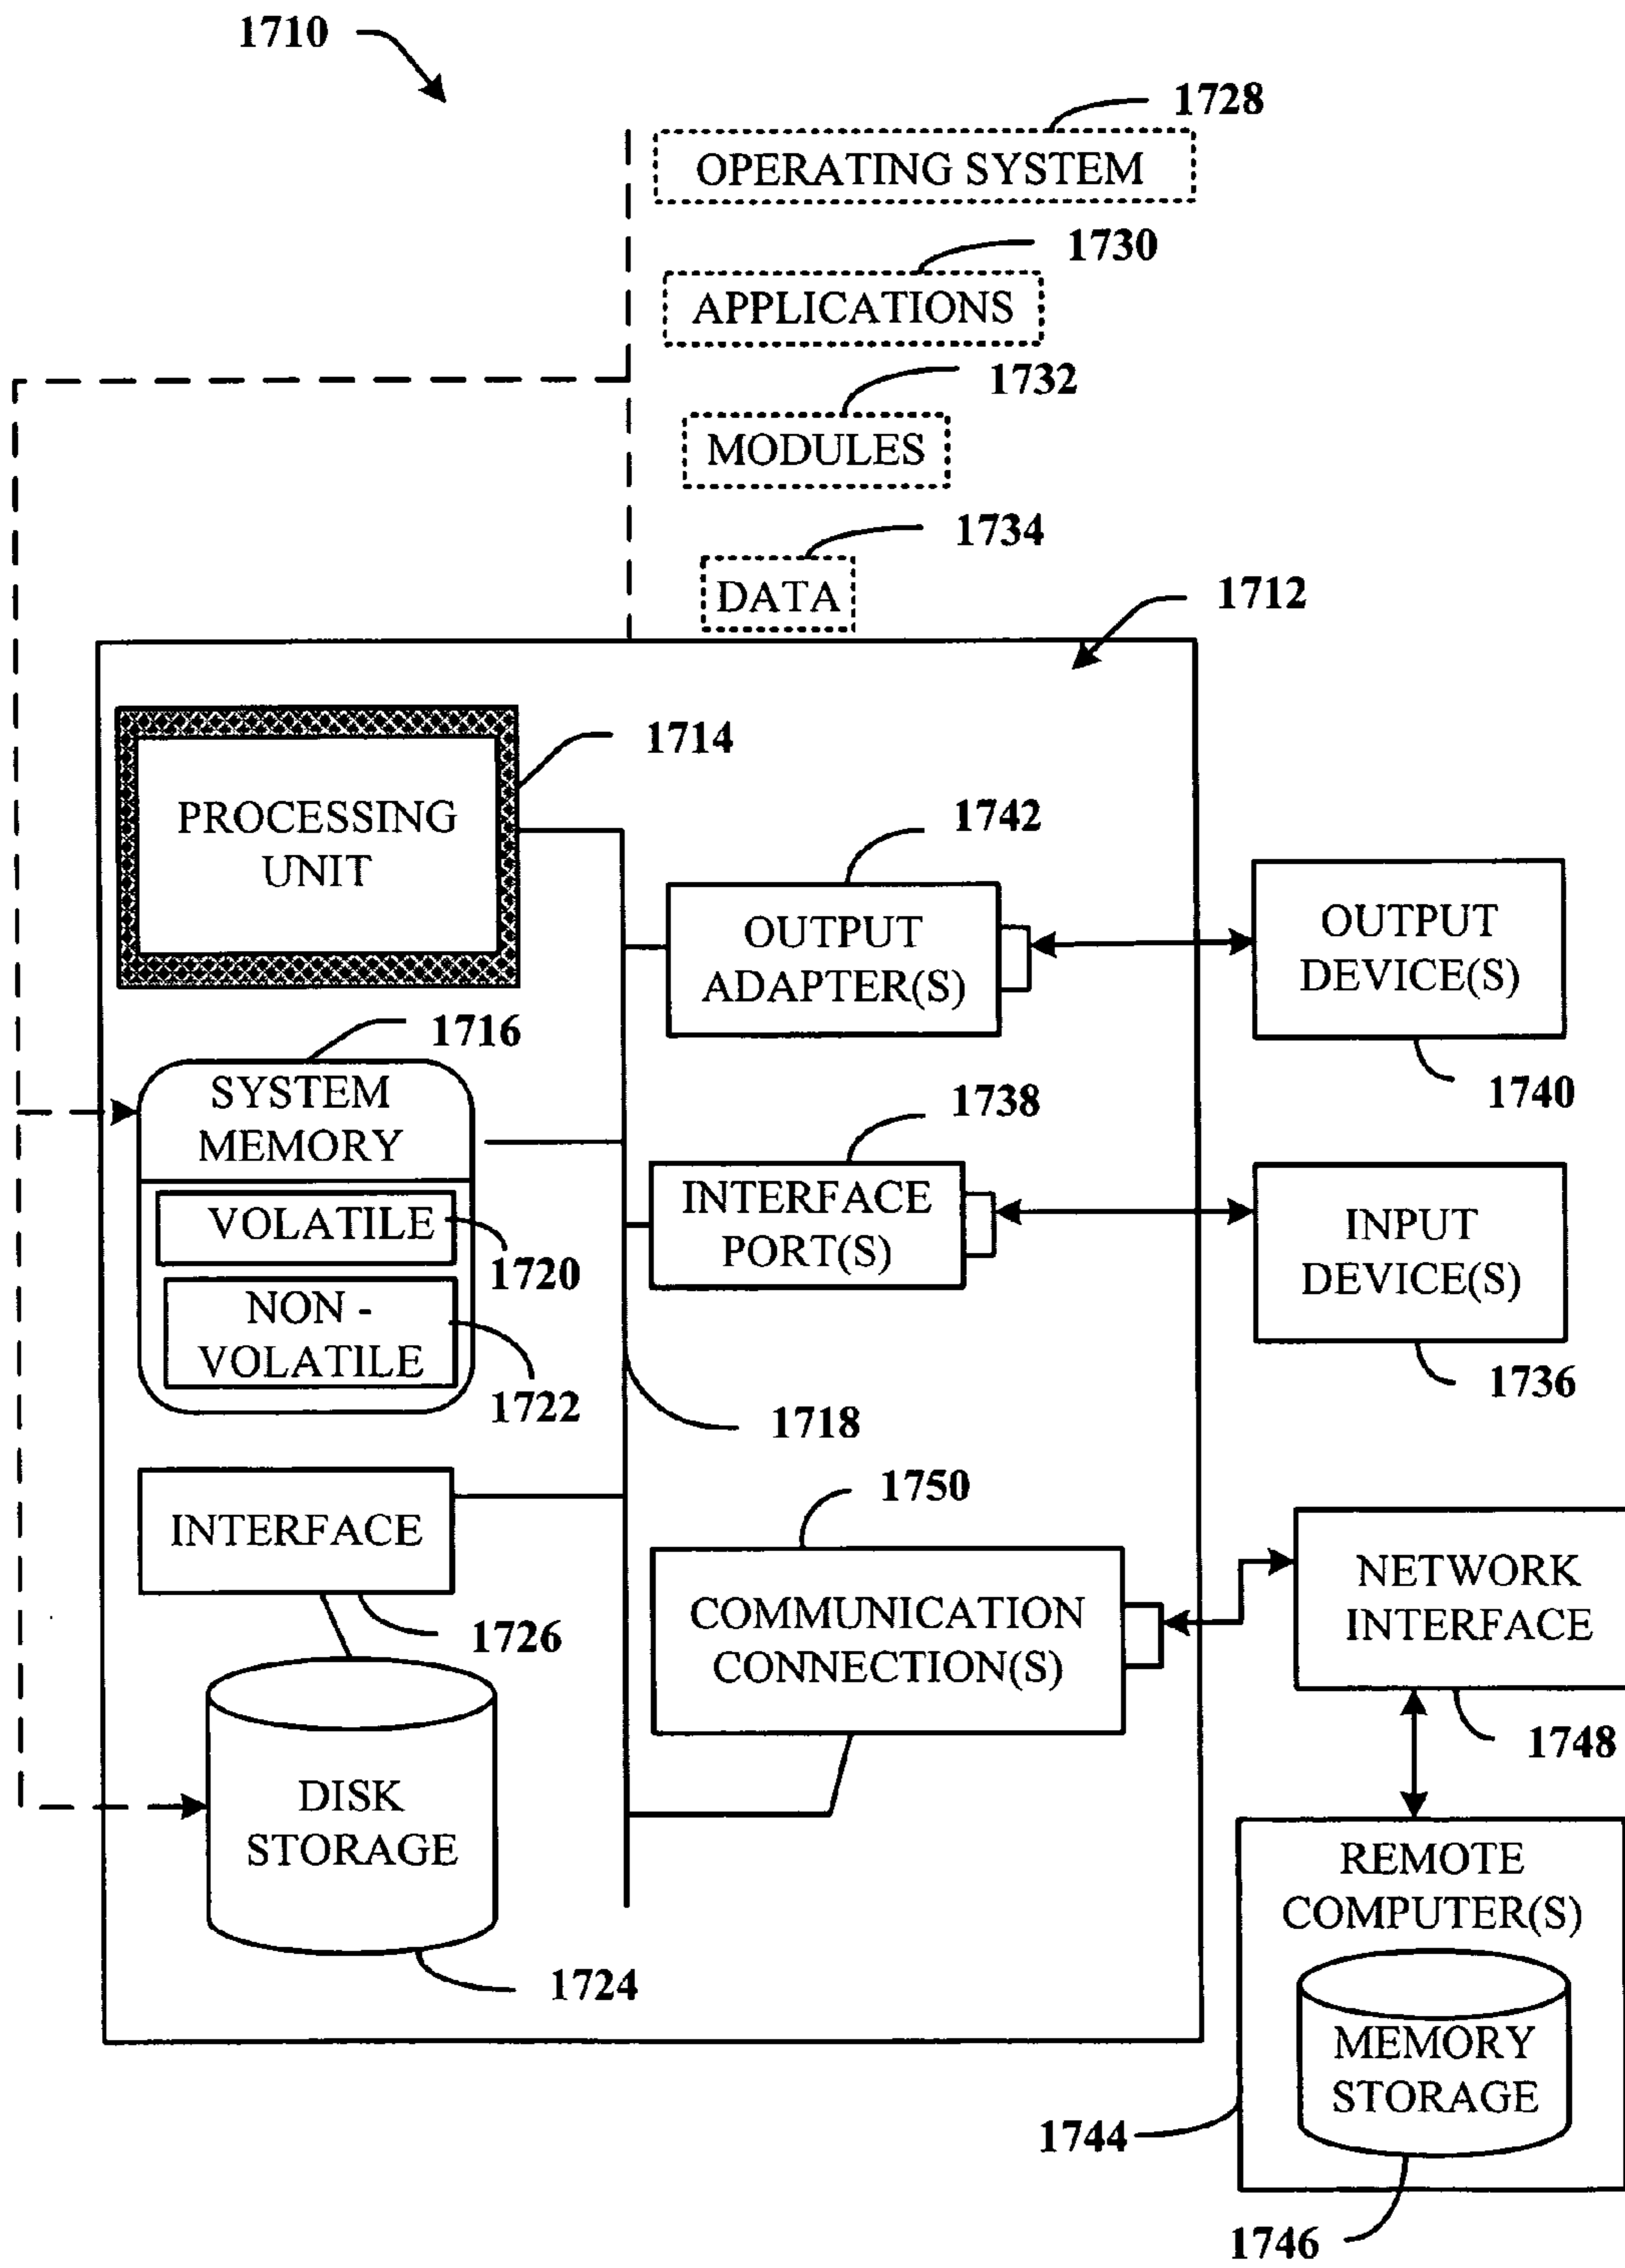 1710
1728
OPERATING SYSTEM
1730
APPLICATIONS
1732
MODULES
1734
DATA
1712
PROCESSING
UNIT
1714
1742
OUTPUT
ADAPTER(S)
OUTPUT
DEVICE(S)
1740
1716
SYSTEM
MEMORY
VOLATILE
1720
NON -
VOLATILE
1722
1738
INTERFACE
PORT(S)
INPUT
DEVICE(S)
1736
1718
INTERFACE
1726
1750
COMMUNICATION
CONNECTION(S)
NETWORK
INTERFACE
1748
DISK
STORAGE
1724
REMOTE
COMPUTER(S)
MEMORY
STORAGE
1744
1746